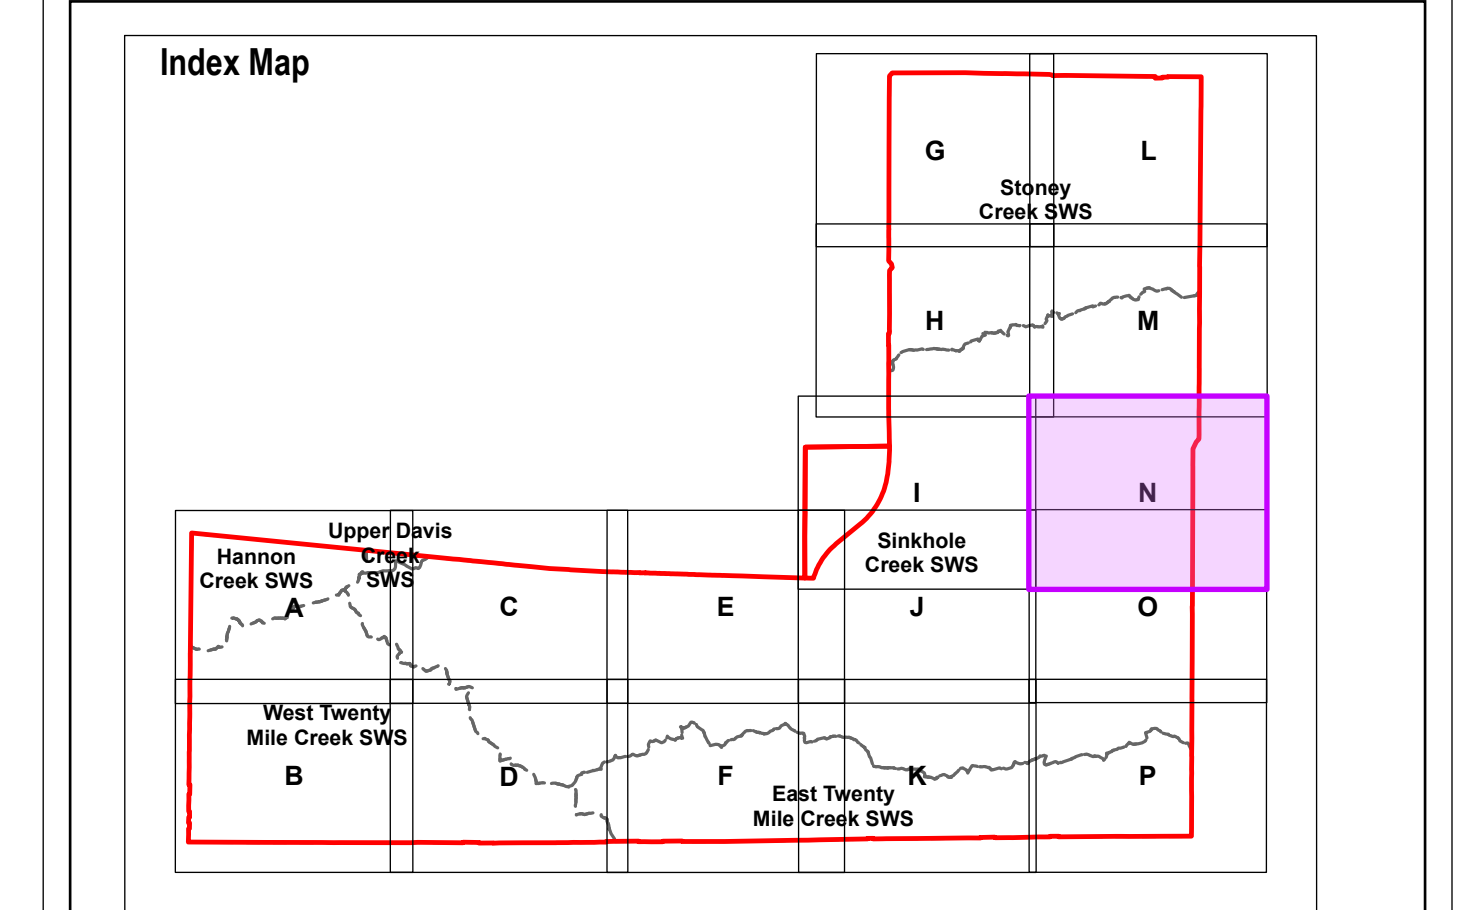 Index Map
G
L
Stoney
Creek SWS
H
M
I
N
Upper Davis
Creek
SWS
Hannon
Creek SWS
Sinkhole
Creek SWS
A
C
E
J
O
West Twenty
Mile Creek SWS
B
D
F
K
P
East Twenty
Mile Creek SWS